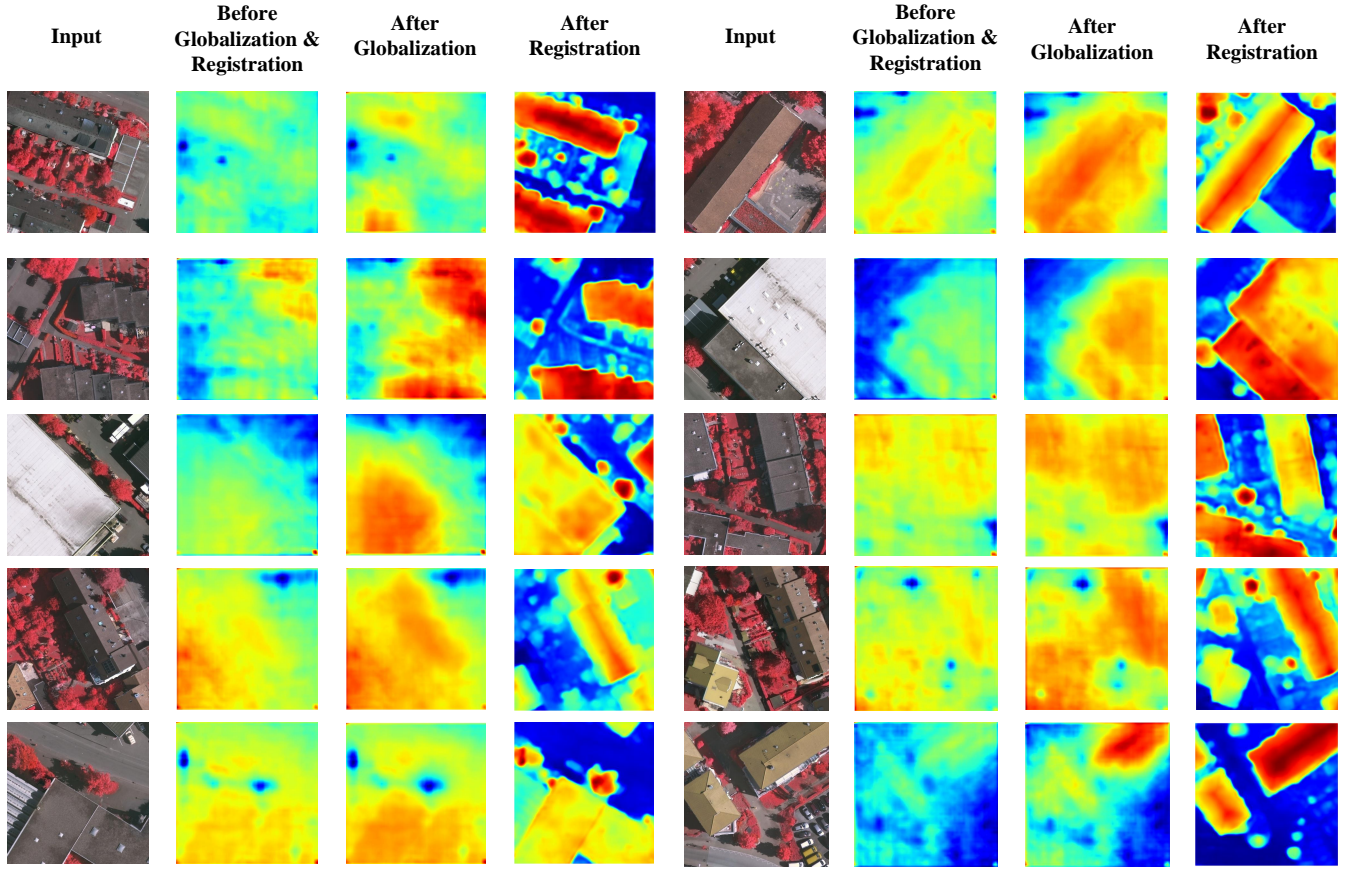 Input
Before
Globalization &
Registration
After
Globalization
After
Registration
Input
Before
Globalization &
Registration
After
Globalization
After
Registration